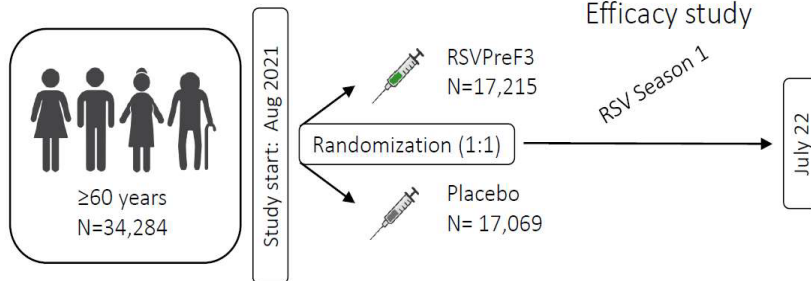 Efficacy study
≥60 years
N=34,284
Study start:  Aug 2021
RSVPreF3
N=17,215
Randomization (1:1)
Placebo
N= 17,069
RSV Season 1
July 22